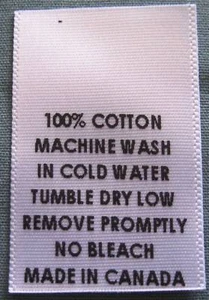 100% COTTON
MACHINE WASH
IN COLD WATER
TUMBLE DRY LOW
REMOVE PROMPTLY
NO BLEACH
MADE IN CANADA